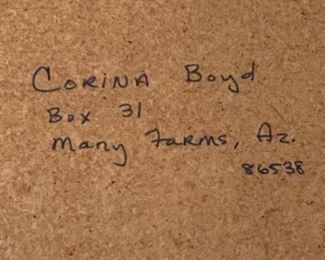 Corina Boyd
Box 31
Many Farms, Az.
86538